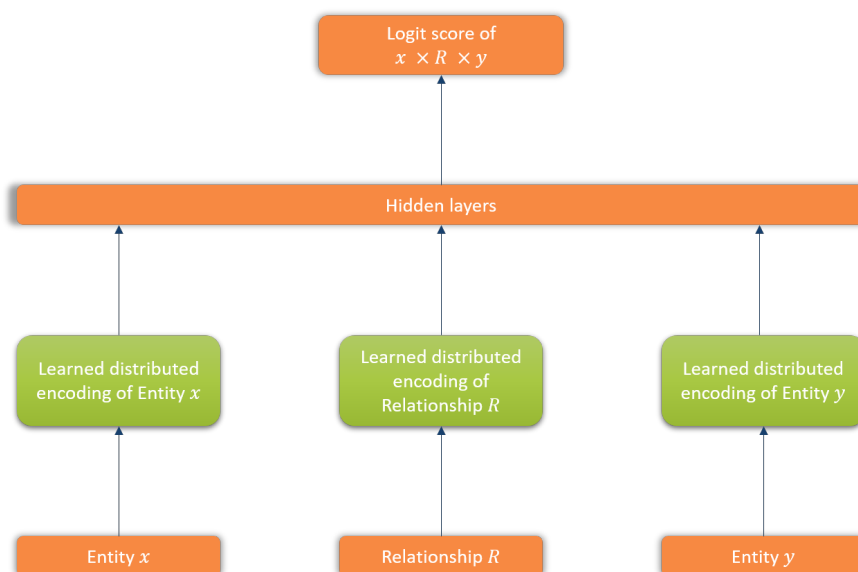 Logit score of
x × R × y
Hidden layers
Learned distributed
encoding of Entity x
Learned distributed
encoding of
Relationship R
Learned distributed
encoding of Entity y
Entity x
Relationship R
Entity y